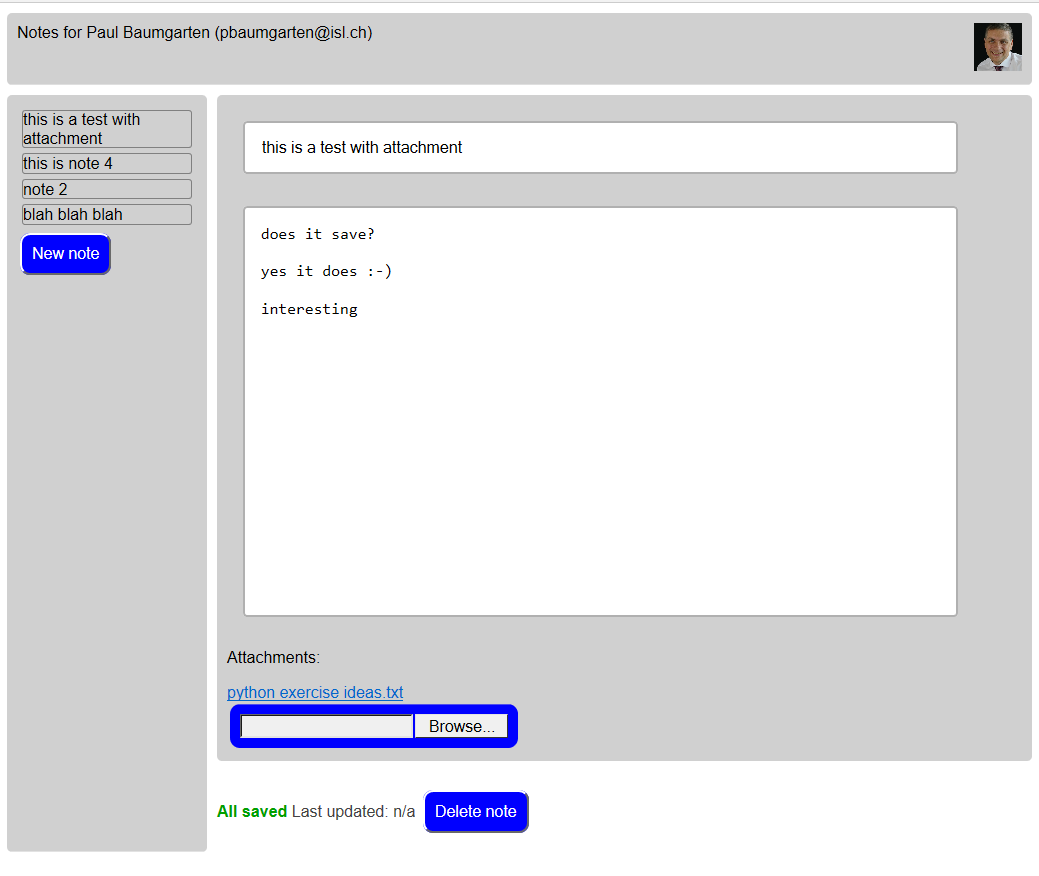 Notes for Paul Baumgarten (pbaumgarten@isl.ch)
this is a test with
attachment
this is note 4
note 2
blah blah blah
New note
this is a test with attachment
does it save?
yes it does :-)
interesting
Attachments:
python exercise ideas.txt
Browse...
All saved Last updated: n/a Delete note